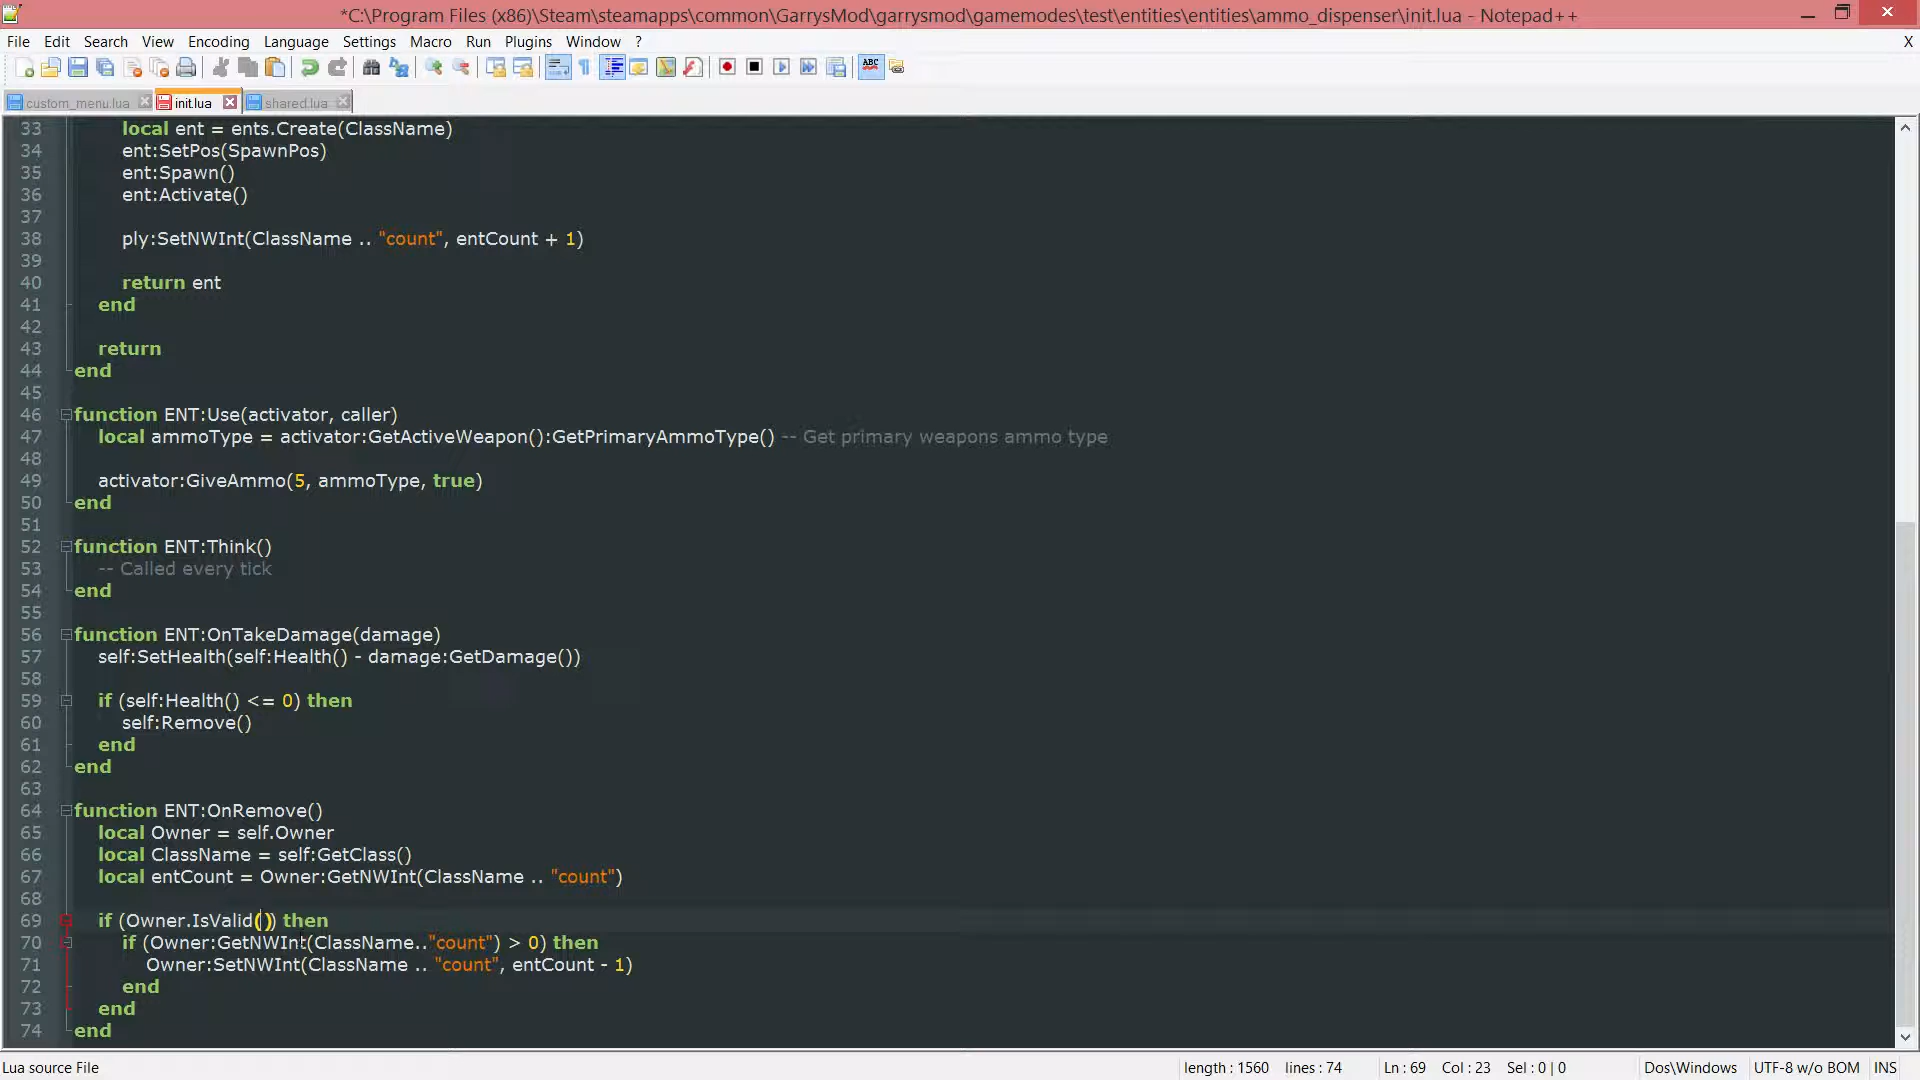 *C:\Program Files (x86)\Steam\steamapps\common\GarrysMod\garrysmod\gamemodes\test\entities\entities\ammo_dispenser\init.lua - Notepad++
File Edit Search View Encoding Language Settings Macro Run Plugins Window ? X
ABC
custom_menu.lua init.lua shared.lua
33 local ent = ents.Create(ClassName)
34 ent:SetPos(SpawnPos)
35 ent:Spawn()
36 ent:Activate()
37
38 ply:SetNWInt(ClassName .. "count", entCount + 1)
39
40 return ent
41 end
42
43 return
44 end
45
46 function ENT:Use(activator, caller)
47 local ammoType = activator:GetActiveWeapon():GetPrimaryAmmoType() -- Get primary weapons ammo type
48
49 activator:GiveAmmo(5, ammoType, true)
50 end
51
52 function ENT:Think()
53 -- Called every tick
54 end
55
56 function ENT:OnTakeDamage(damage)
57 self:SetHealth(self:Health() - damage:GetDamage())
58
59 if (self:Health() <= 0) then
60 self:Remove()
61 end
62 end
63
64 function ENT:OnRemove()
65 local Owner = self.Owner
66 local ClassName = self:GetClass()
67 local entCount = Owner:GetNWInt(ClassName .. "count")
68
69 if (Owner.IsValid()) then
70 if (Owner:GetNWInt(ClassName.."count") > 0) then
71 Owner:SetNWInt(ClassName .. "count", entCount - 1)
72 end
73 end
74 end
Lua source File length : 1560 lines : 74 Ln : 69 Col : 23 Sel : 0 | 0 Dos\Windows UTF-8 w/o BOM INS